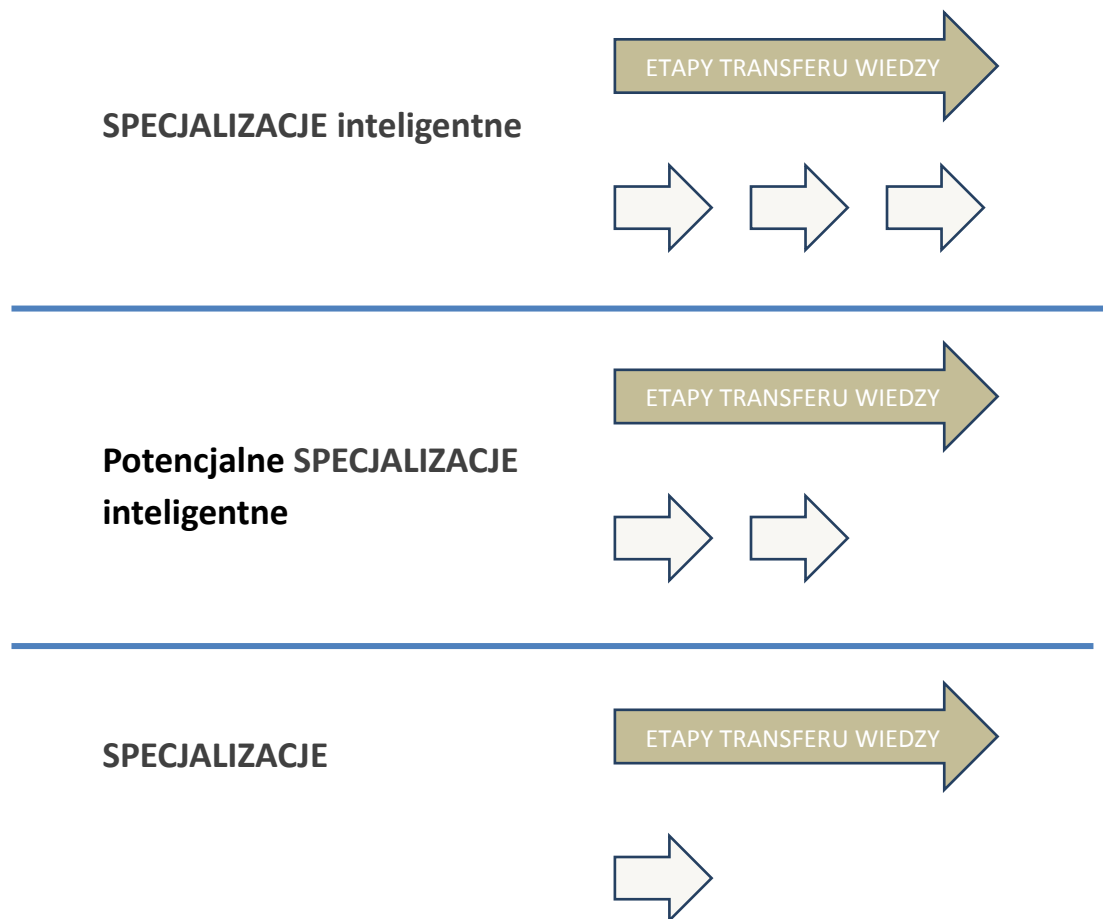 ETAPY TRANSFERU WIEDZY
SPECJALIZACJE inteligentne
ETAPY TRANSFERU WIEDZY
Potencjalne SPECJALIZACJE
inteligentne
ETAPY TRANSFERU WIEDZY
SPECJALIZACJE